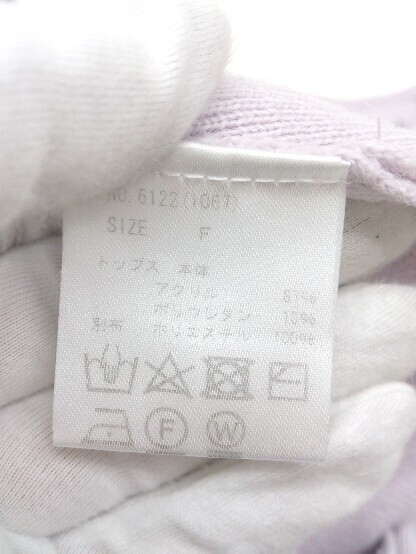 NO.6122(1061)
SIZE F
トップス 本体
アクリル 87%
ポリウレタン 13%
別布 ポリエステル 100%
F W